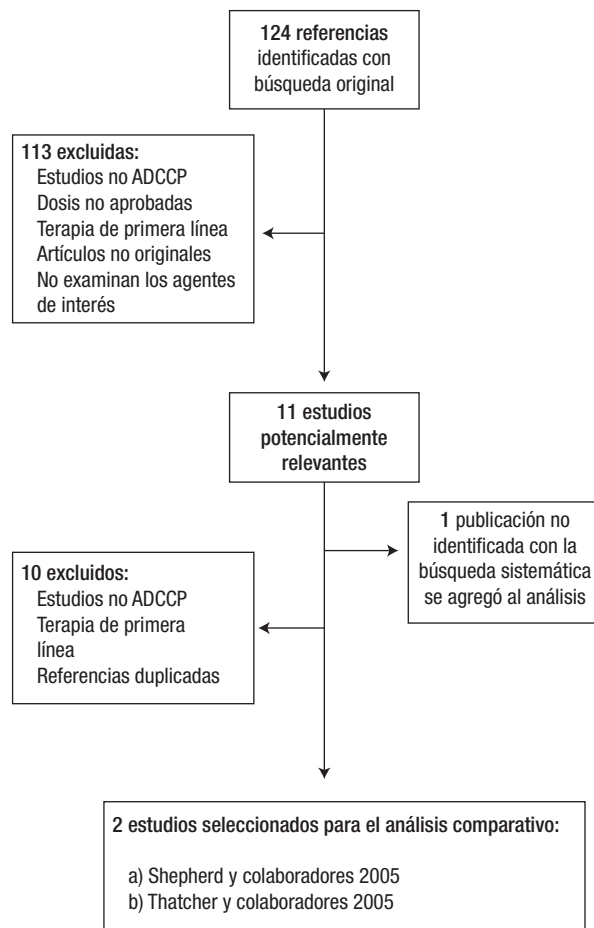 124 referencias
identificadas con
búsqueda original
113 excluidas:
Estudios no ADCCP
Dosis no aprobadas
Terapia de primera línea
Artículos no originales
No examinan los agentes
de interés
11 estudios
potencialmente
relevantes
1 publicación no
identificada con la
búsqueda sistemática
se agregó al análisis
10 excluidos:
Estudios no ADCCP
Terapia de primera
línea
Referencias duplicadas
2 estudios seleccionados para el análisis comparativo:
a) Shepherd y colaboradores 2005
b) Thatcher y colaboradores 2005